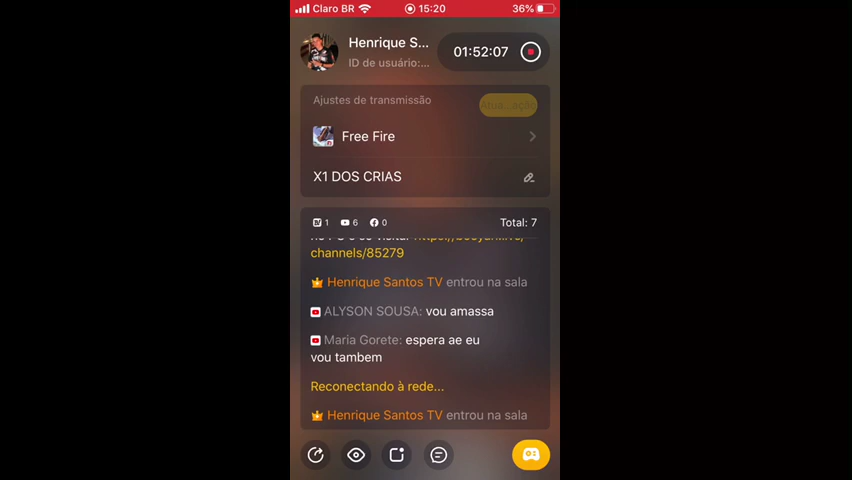 Claro BR 15:20 36%
Henrique S... 01:52:07
ID de usuário:...
Ajustes de transmissão
Free Fire
X1 DOS CRIAS
1 6 0 Total: 7
channels/85279
Henrique Santos TV entrou na sala
ALYSON SOUSA: vou amassa
Maria Gorete: espera ae eu
vou tambem
Reconectando à rede...
Henrique Santos TV entrou na sala